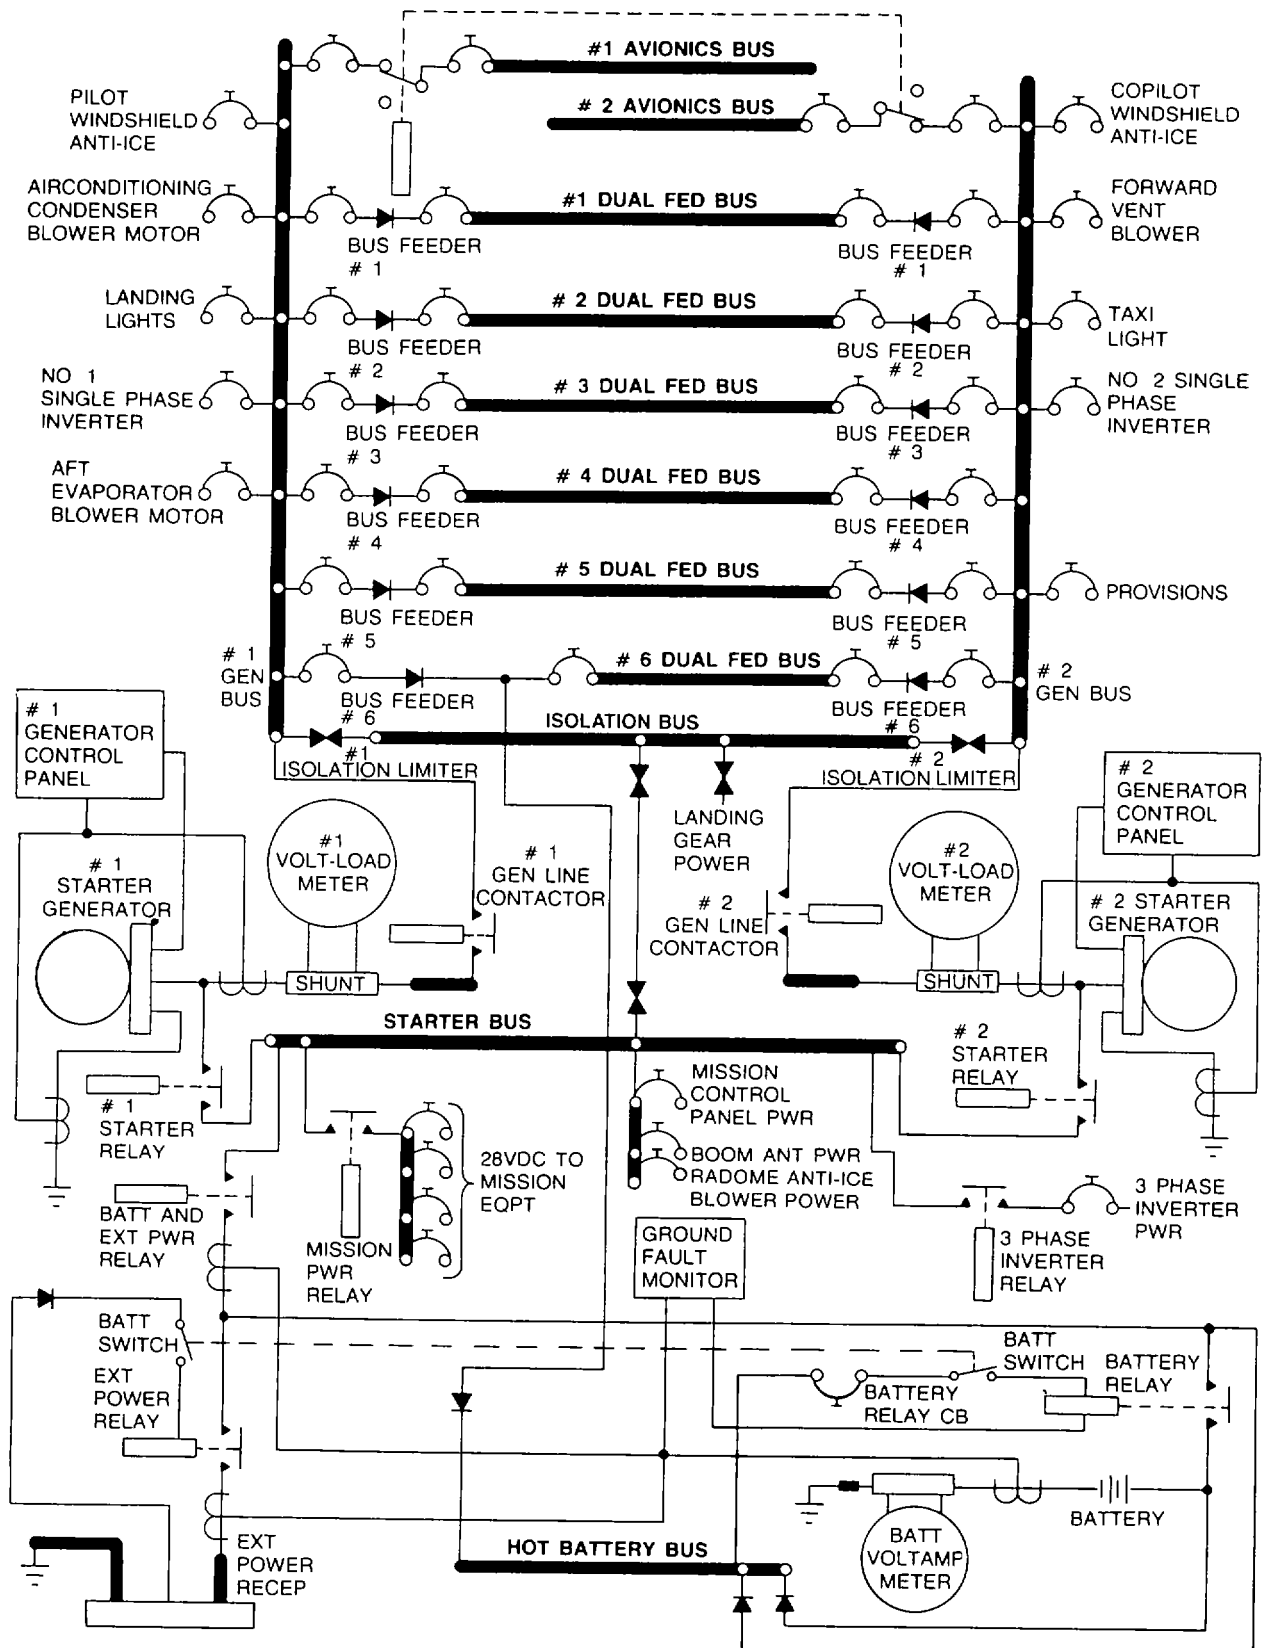 #1 AVIONICS BUS
# 2 AVIONICS BUS
PILOT
WINDSHIELD
ANTI-ICE
COPILOT
WINDSHIELD
ANTI-ICE
AIRCONDITIONING
CONDENSER
BLOWER MOTOR
#1 DUAL FED BUS
BUS FEEDER
# 1
BUS FEEDER
# 1
FORWARD
VENT
BLOWER
LANDING
LIGHTS
# 2 DUAL FED BUS
BUS FEEDER
# 2
BUS FEEDER
# 2
TAXI
LIGHT
NO 1
SINGLE PHASE
INVERTER
# 3 DUAL FED BUS
BUS FEEDER
# 3
BUS FEEDER
# 3
NO 2 SINGLE
PHASE
INVERTER
AFT
EVAPORATOR
BLOWER MOTOR
# 4 DUAL FED BUS
BUS FEEDER
# 4
BUS FEEDER
# 4
# 5 DUAL FED BUS
BUS FEEDER
# 5
BUS FEEDER
# 5
PROVISIONS
# 1
GEN
BUS
# 6 DUAL FED BUS
BUS FEEDER
# 6
BUS FEEDER
#6
# 2
GEN BUS
ISOLATION BUS
#1
ISOLATION LIMITER
# 2
ISOLATION LIMITER
# 1
GENERATOR
CONTROL
PANEL
# 2
GENERATOR
CONTROL
PANEL
LANDING
GEAR
POWER
#1
VOLT-LOAD
METER
# 1
GEN LINE
CONTACTOR
#2
VOLT-LOAD
METER
# 2
GEN LINE
CONTACTOR
# 1
STARTER
GENERATOR
# 2 STARTER
GENERATOR
SHUNT
SHUNT
STARTER BUS
# 1
STARTER
RELAY
# 2
STARTER
RELAY
MISSION
CONTROL
PANEL PWR
BOOM ANT PWR
RADOME ANTI-ICE
BLOWER POWER
28VDC TO
MISSION
EQPT
BATT AND
EXT PWR
RELAY
MISSION
PWR
RELAY
GROUND
FAULT
MONITOR
3 PHASE
INVERTER
RELAY
3 PHASE
INVERTER
PWR
BATT
SWITCH
EXT
POWER
RELAY
BATT
SWITCH
BATTERY
RELAY
BATTERY
RELAY CB
BATTERY
BATT
VOLTAMP
METER
HOT BATTERY BUS
EXT
POWER
RECEP